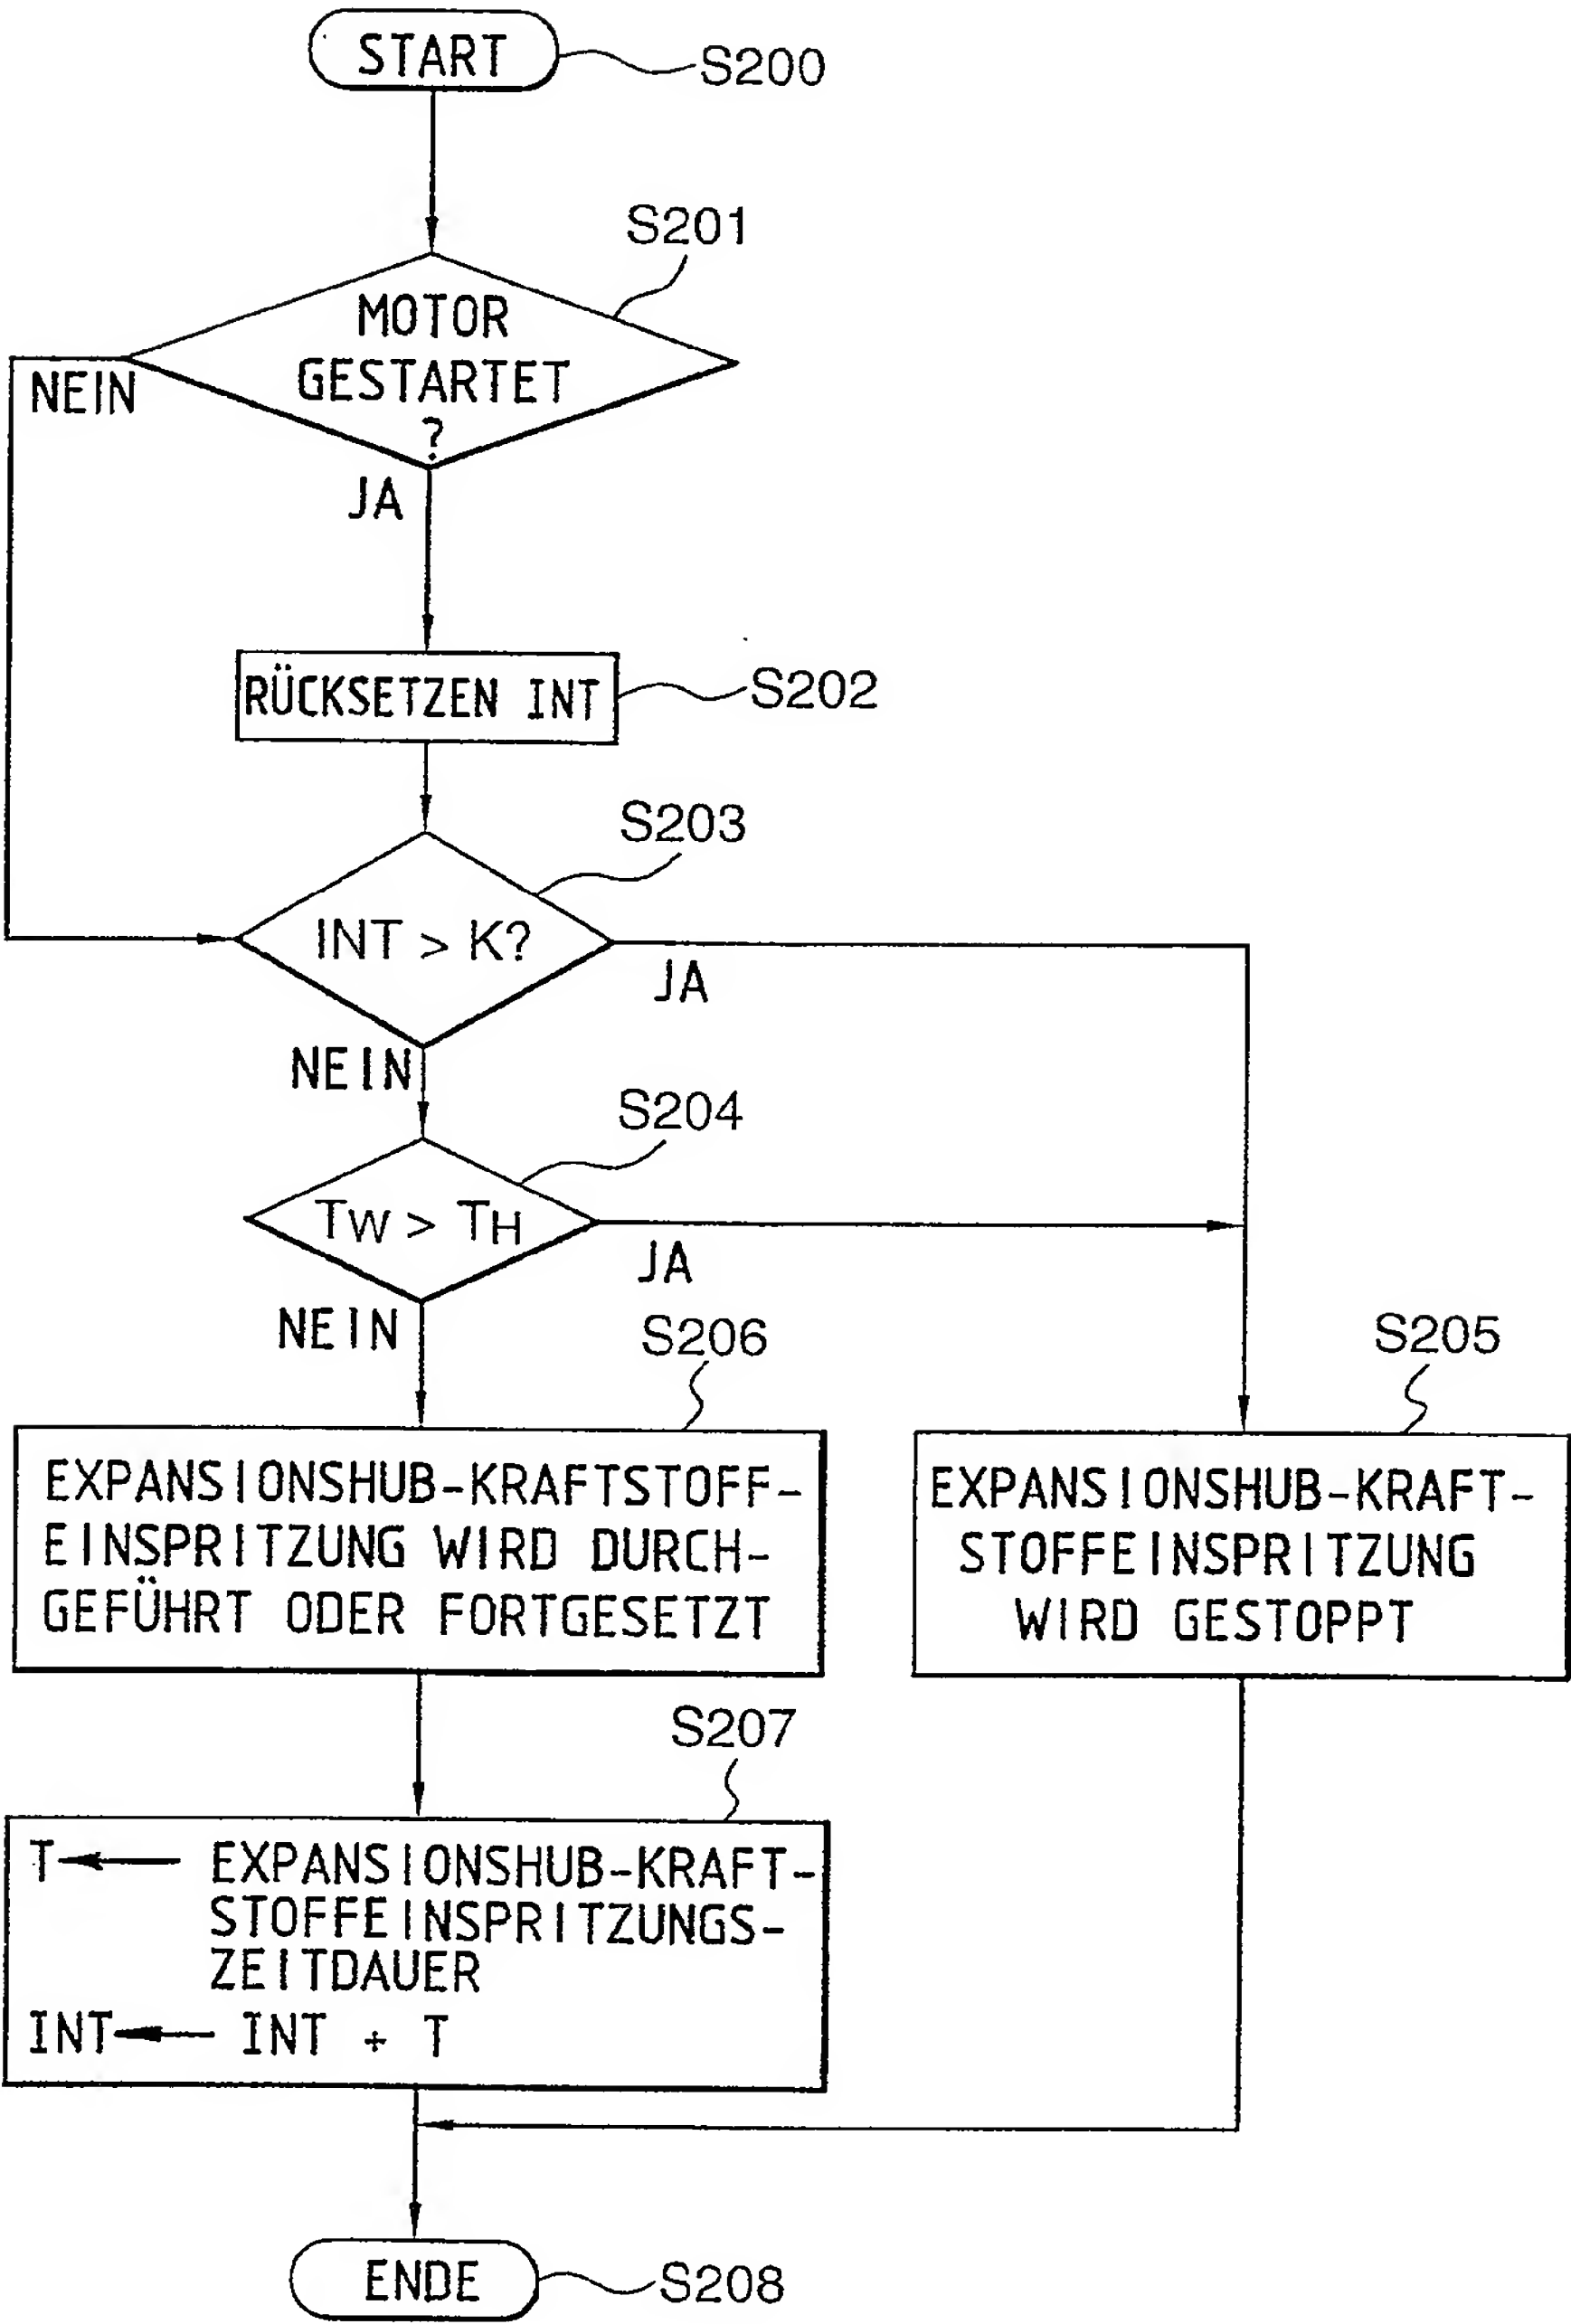 START
S200
S201
MOTOR
GESTARTET
?
NEIN
JA
RÜCKSETZEN INT
S202
S203
INT > K?
JA
NEIN
S204
TW > TH
JA
NEIN
S206
S205
EXPANSIONSHUB-KRAFTSTOFF-
EINSPRITZUNG WIRD DURCH-
GEFÜHRT ODER FORTGESETZT
EXPANSIONSHUB-KRAFT-
STOFFEINSPRITZUNG
WIRD GESTOPPT
S207
T ← EXPANSIONSHUB-KRAFT-
STOFFEINSPRITZUNGS-
ZEITDAUER
INT ← INT + T
ENDE
S208